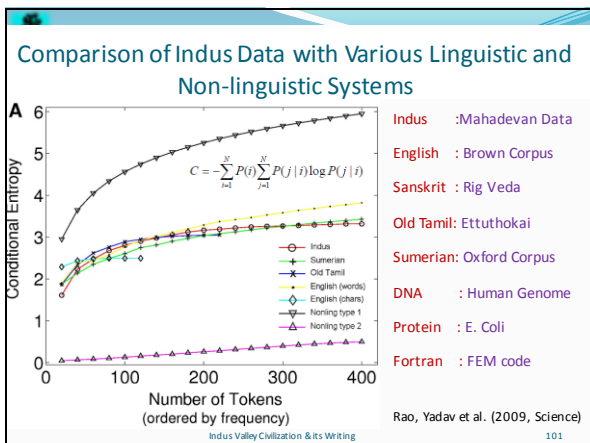 Comparison of Indus Data with Various Linguistic and
Non-linguistic Systems
A
6
5
4
3
2
1
0
Conditional Entropy
C = −∑_{i=1}^{N} P(i) ∑_{j=1}^{N} P(j | i) log P(j | i)
Indus
Sumerian
Old Tamil
English (words)
English (chars)
Nonling type 1
Nonling type 2
0 100 200 300 400
Number of Tokens
(ordered by frequency)
Indus :Mahadevan Data
English : Brown Corpus
Sanskrit : Rig Veda
Old Tamil: Ettuthokai
Sumerian: Oxford Corpus
DNA : Human Genome
Protein : E. Coli
Fortran : FEM code
Rao, Yadav et al. (2009, Science)
Indus Valley Civilization & its Writing 101